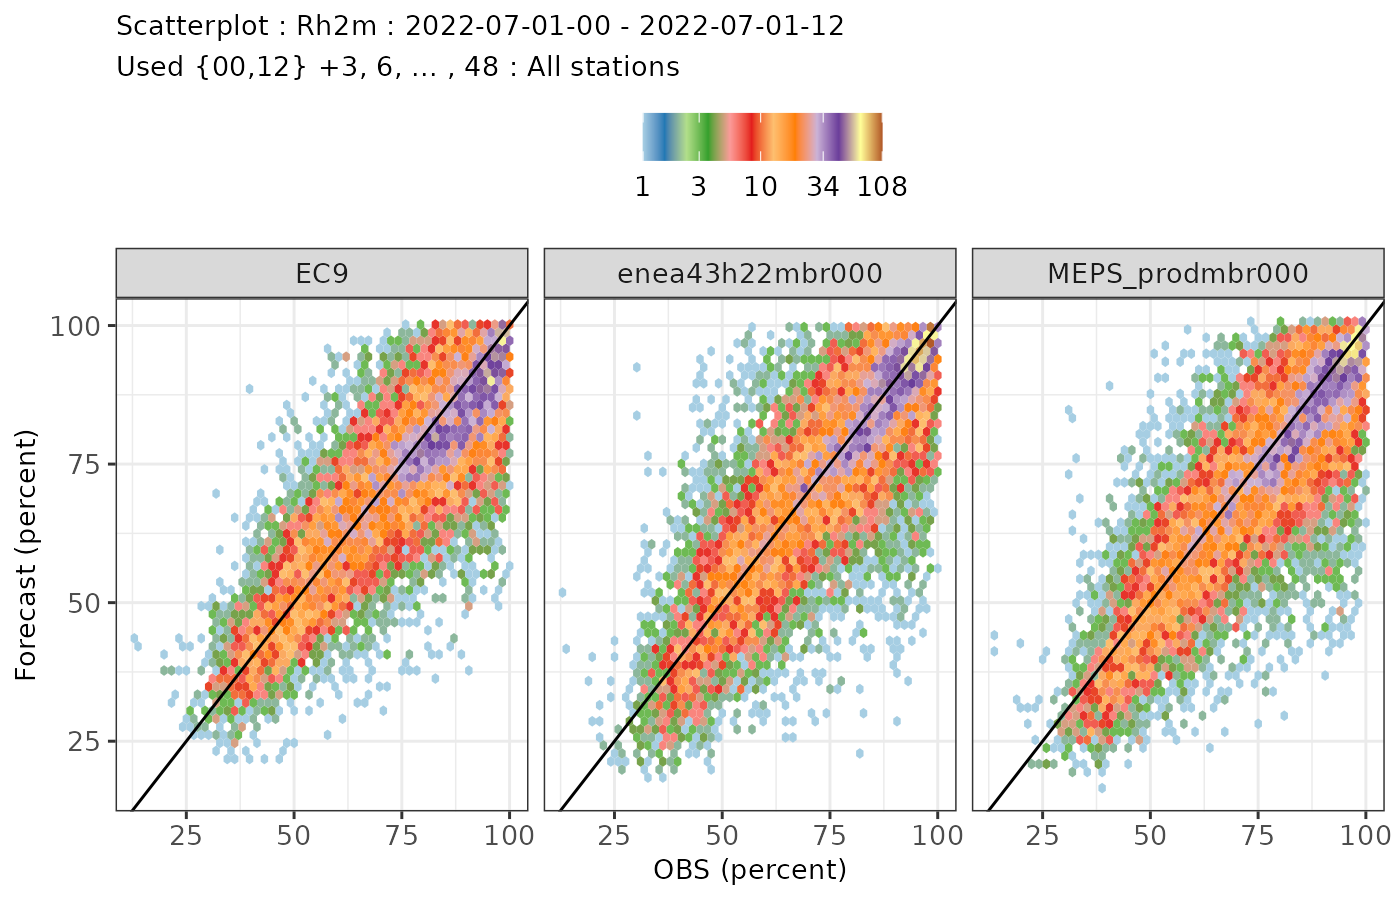 Scatterplot : Rh2m : 2022-07-01-00 - 2022-07-01-12
Used {00,12} +3, 6, ... , 48 : All stations
1 3 10 34 108
EC9 enea43h22mbr000 MEPS_prodmbr000
Forecast (percent)
100
75
50
25
25 50 75 100 25 50 75 100 25 50 75 100
OBS (percent)